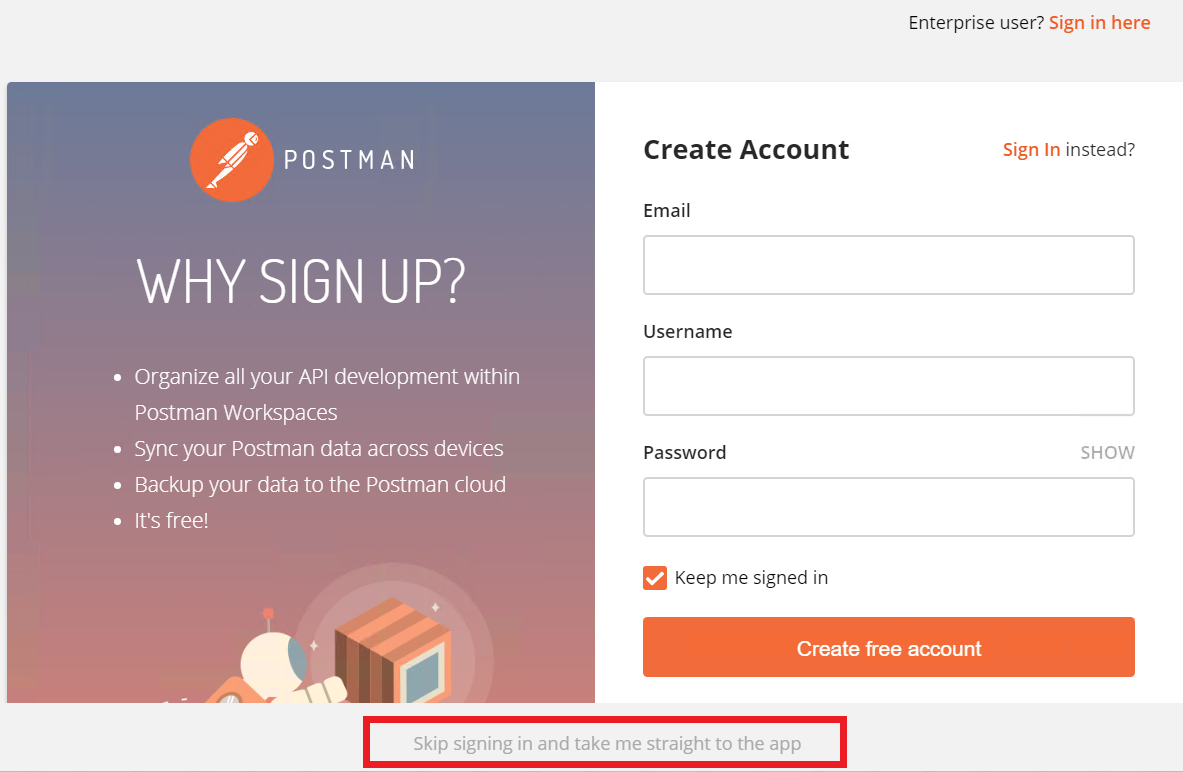 Enterprise user? Sign in here
POSTMAN
WHY SIGN UP?
Organize all your API development within
Postman Workspaces
Sync your Postman data across devices
Backup your data to the Postman cloud
It's free!
Create Account
Sign In instead?
Email
Username
Password
SHOW
Keep me signed in
Create free account
Skip signing in and take me straight to the app